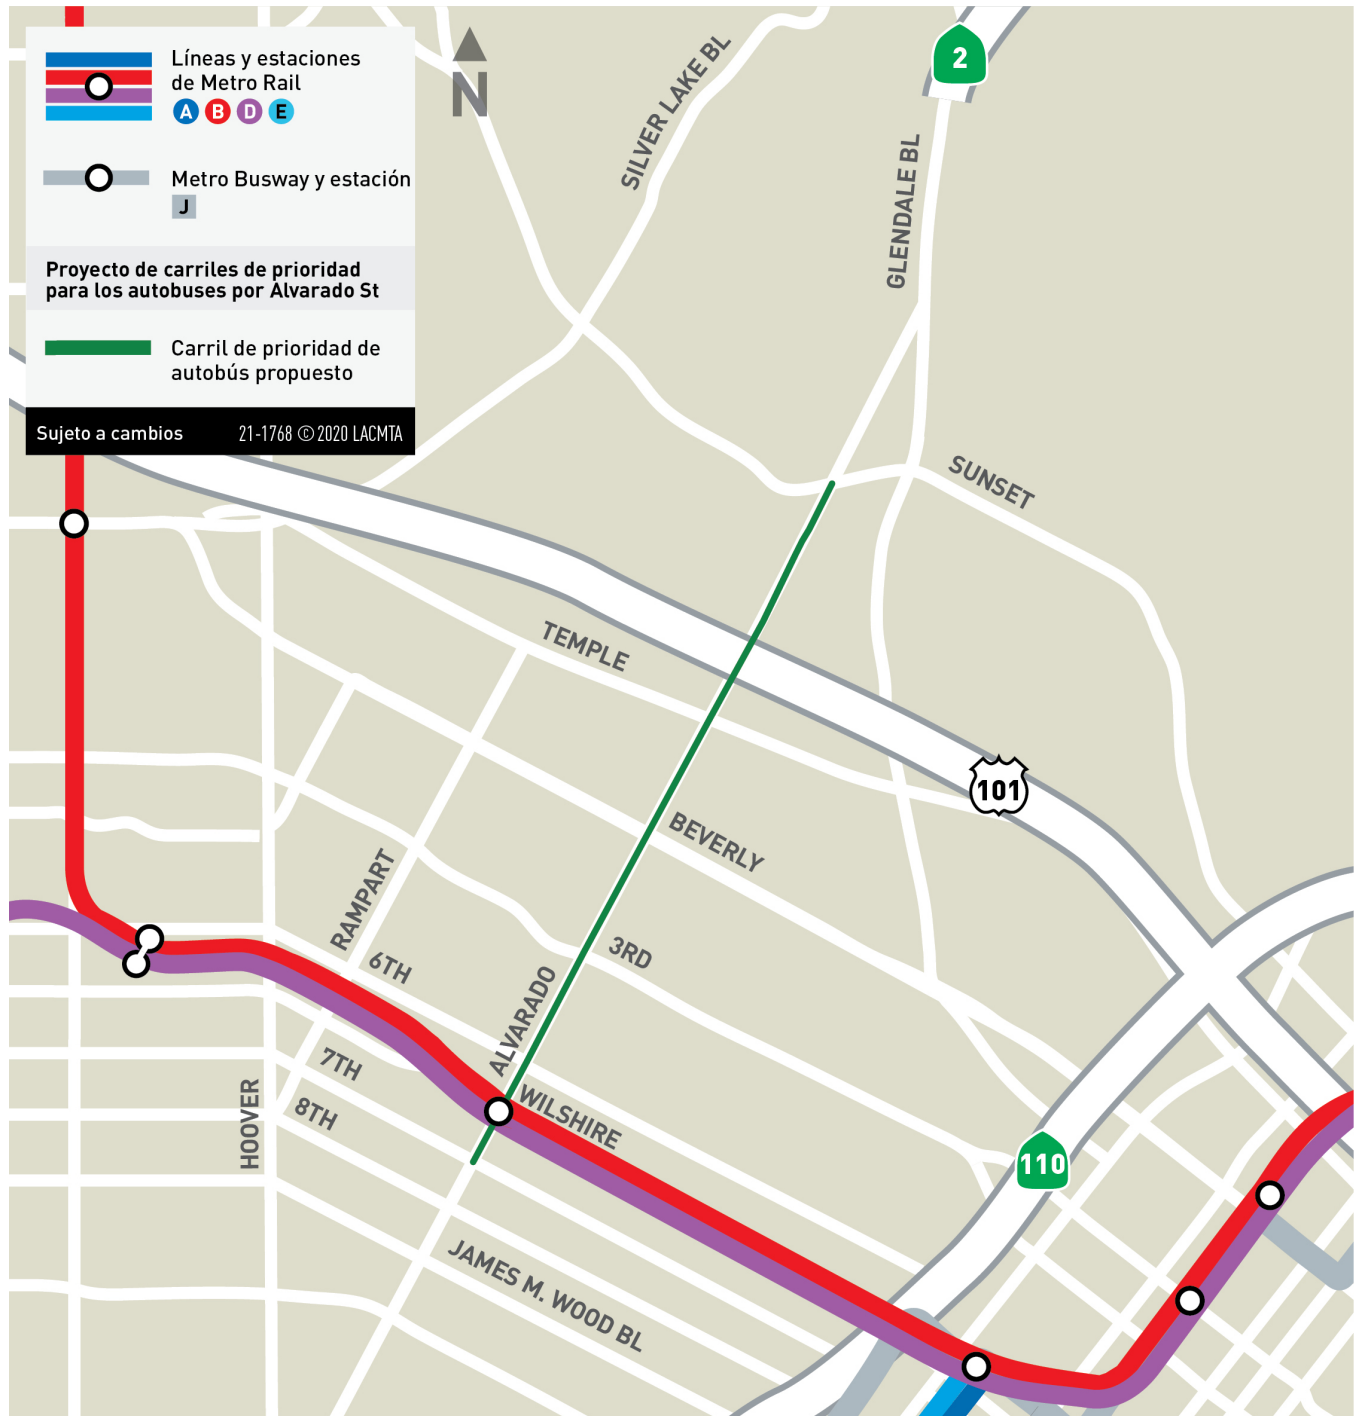 Líneas y estaciones
de Metro Rail
A B D E
Metro Busway y estación
J
Proyecto de carriles de prioridad
para los autobuses por Alvarado St
Carril de prioridad de
autobús propuesto
Sujeto a cambios 21-1768 © 2020 LACMTA
N
SILVER LAKE BL
2
GLENDALE BL
SUNSET
TEMPLE
101
BEVERLY
RAMPART
3RD
6TH
ALVARADO
7TH
WILSHIRE
8TH
HOOVER
110
JAMES M. WOOD BL